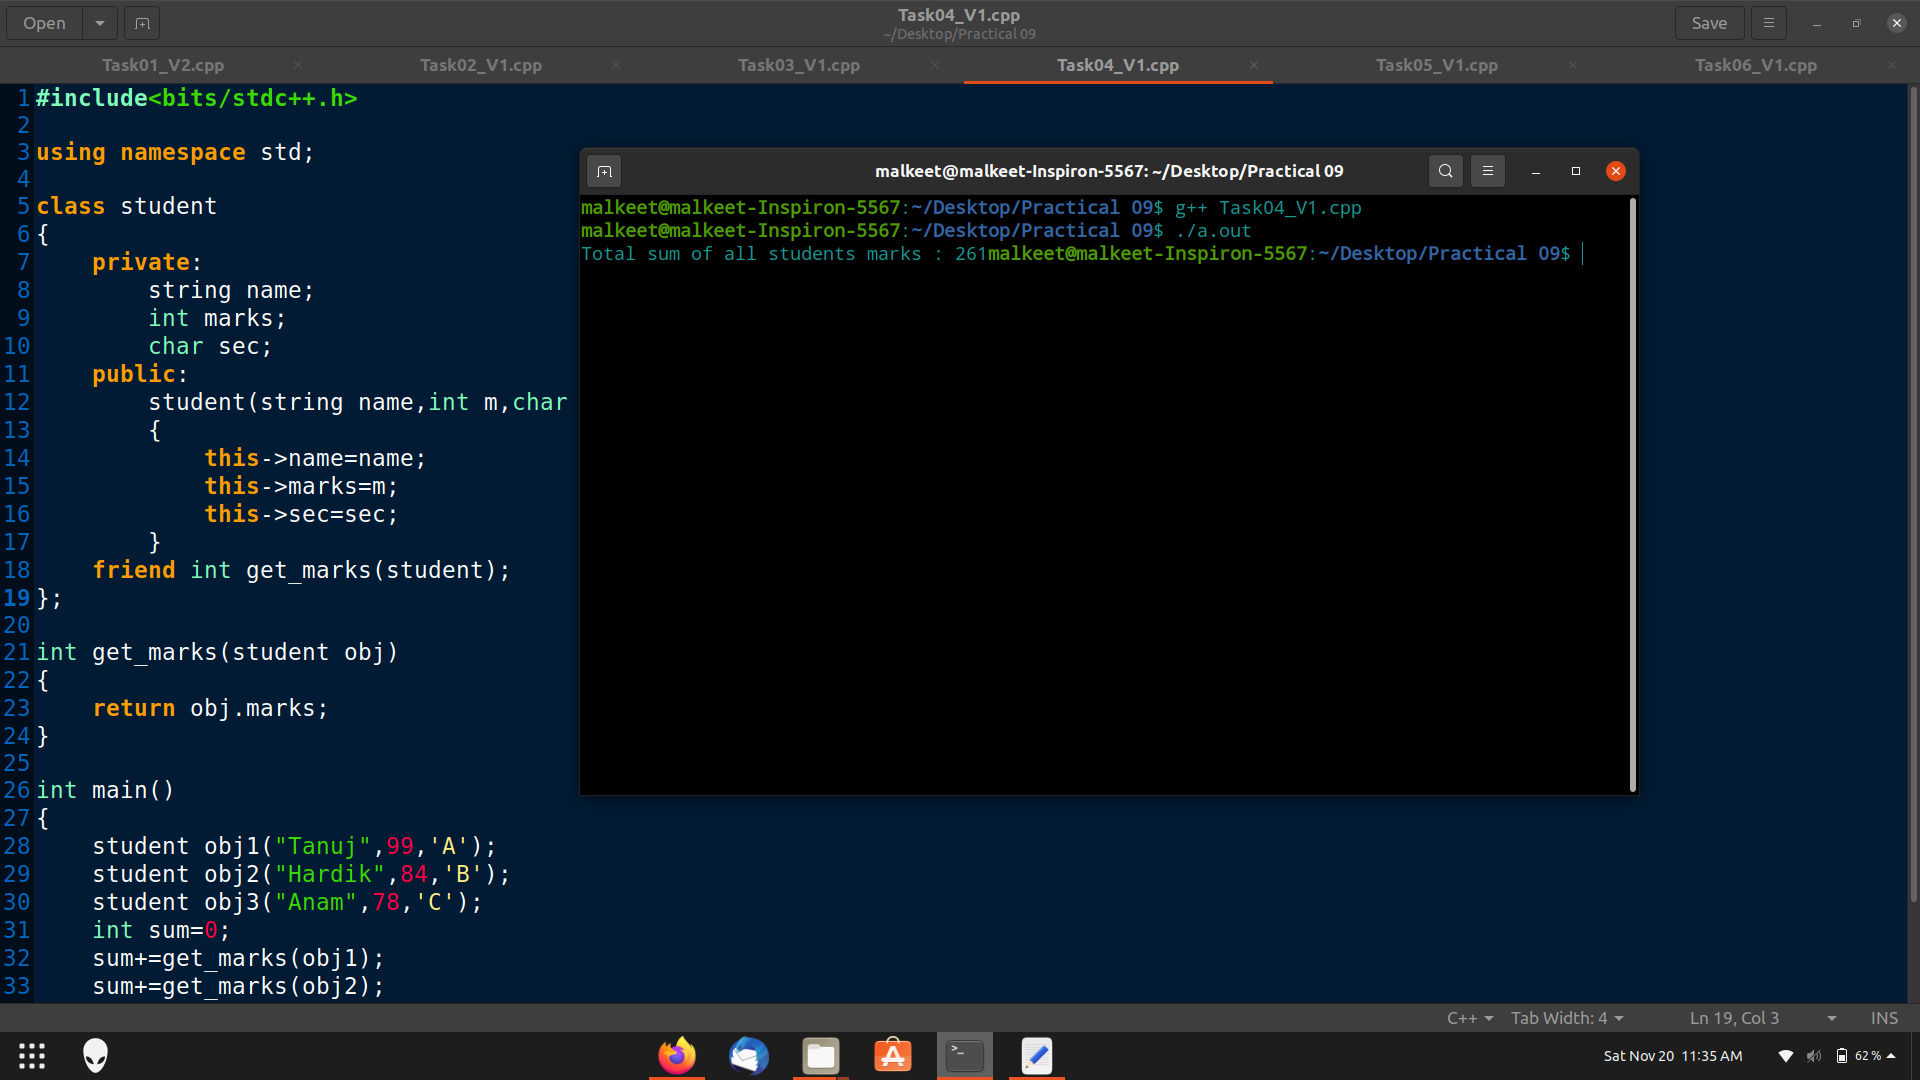 Open
Task04_V1.cpp
~/Desktop/Practical 09
Save
Task01_V2.cpp
Task02_V1.cpp
Task03_V1.cpp
Task04_V1.cpp
Task05_V1.cpp
Task06_V1.cpp
1 #include<bits/stdc++.h>
2
3 using namespace std;
4
5 class student
6 {
7     private:
8         string name;
9         int marks;
10         char sec;
11     public:
12         student(string name,int m,char
13         {
14             this->name=name;
15             this->marks=m;
16             this->sec=sec;
17         }
18     friend int get_marks(student);
19 };
20
21 int get_marks(student obj)
22 {
23     return obj.marks;
24 }
25
26 int main()
27 {
28     student obj1("Tanuj",99,'A');
29     student obj2("Hardik",84,'B');
30     student obj3("Anam",78,'C');
31     int sum=0;
32     sum+=get_marks(obj1);
33     sum+=get_marks(obj2);
malkeet@malkeet-Inspiron-5567: ~/Desktop/Practical 09
malkeet@malkeet-Inspiron-5567:~/Desktop/Practical 09$ g++ Task04_V1.cpp
malkeet@malkeet-Inspiron-5567:~/Desktop/Practical 09$ ./a.out
Total sum of all students marks : 261malkeet@malkeet-Inspiron-5567:~/Desktop/Practical 09$
C++
Tab Width: 4
Ln 19, Col 3
INS
Sat Nov 20 11:35 AM
62 %